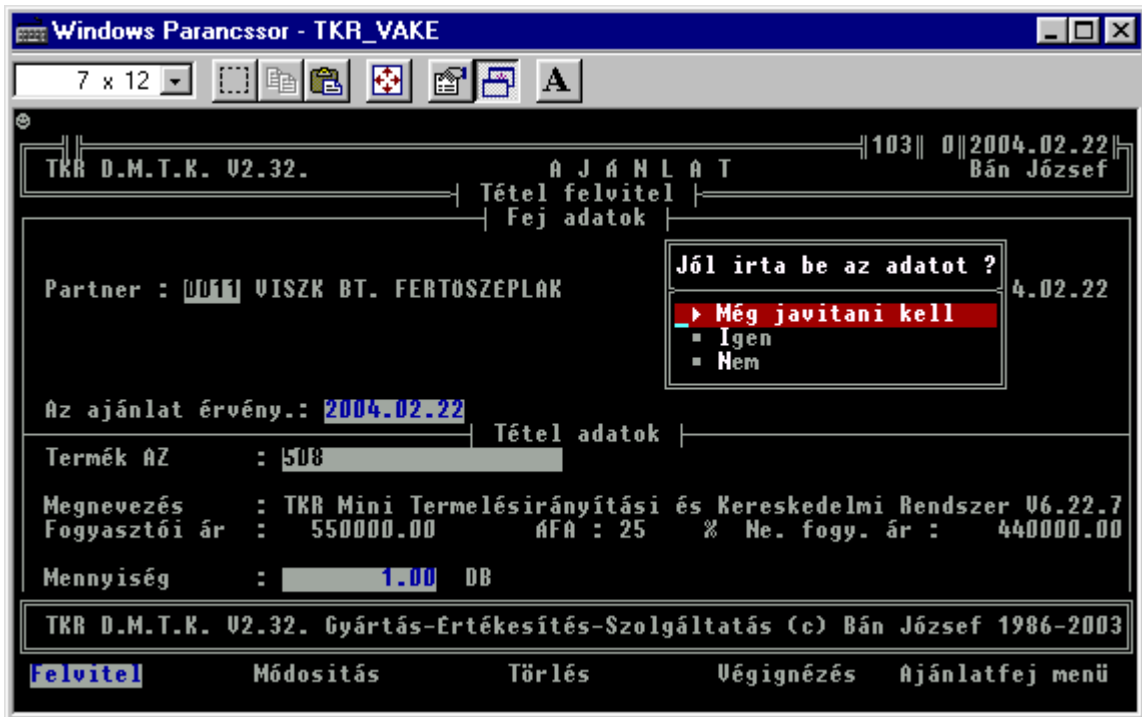 Windows Parancssor - TKR_VAKE
7 x 12
A
103 0 2004.02.22
TKR D.M.T.K. V2.32. A J Á N L A T Bán József
Tétel felvitel
Fej adatok
Jól irta be az adatot ?
Partner : 0011 VISZK BT. FERTÖSZÉPLAK 4.02.22
Még javitani kell
Igen
Nem
Az ajánlat érvény.: 2004.02.22
Tétel adatok
Termék AZ : 508
Megnevezés : TKR Mini Termelésirányítási és Kereskedelmi Rendszer V6.22.7
Fogyasztói ár : 550000.00 ÁFA : 25 % Ne. fogy. ár : 440000.00
Mennyiség : 1.00 DB
TKR D.M.T.K. V2.32. Gyártás-Értékesítés-Szolgáltatás (c) Bán József 1986-2003
Felvitel Módositás Törlés Végignézés Ajánlatfej menü